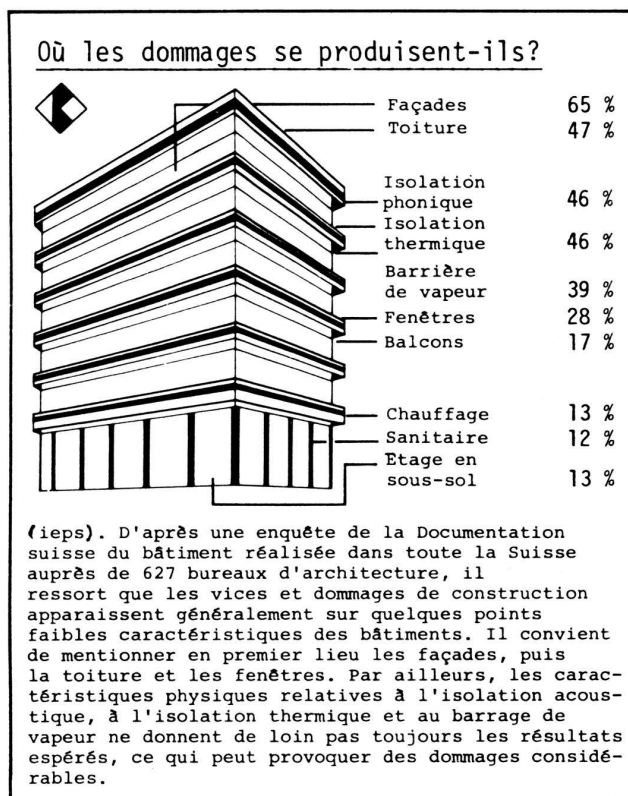 Où les dommages se produisent-ils?
Façades 65 %
Toiture 47 %
Isolation
phonique 46 %
Isolation
thermique 46 %
Barrière
de vapeur 39 %
Fenêtres 28 %
Balcons 17 %
Chauffage 13 %
Sanitaire 12 %
Etage en
sous-sol 13 %
(ieps). D'après une enquête de la Documentation
suisse du bâtiment réalisée dans toute la Suisse
auprès de 627 bureaux d'architecture, il
ressort que les vices et dommages de construction
apparaissent généralement sur quelques points
faibles caractéristiques des bâtiments. Il convient
de mentionner en premier lieu les façades, puis
la toiture et les fenêtres. Par ailleurs, les carac-
téristiques physiques relatives à l'isolation acous-
tique, à l'isolation thermique et au barrage de
vapeur ne donnent de loin pas toujours les résultats
espérés, ce qui peut provoquer des dommages considé-
rables.